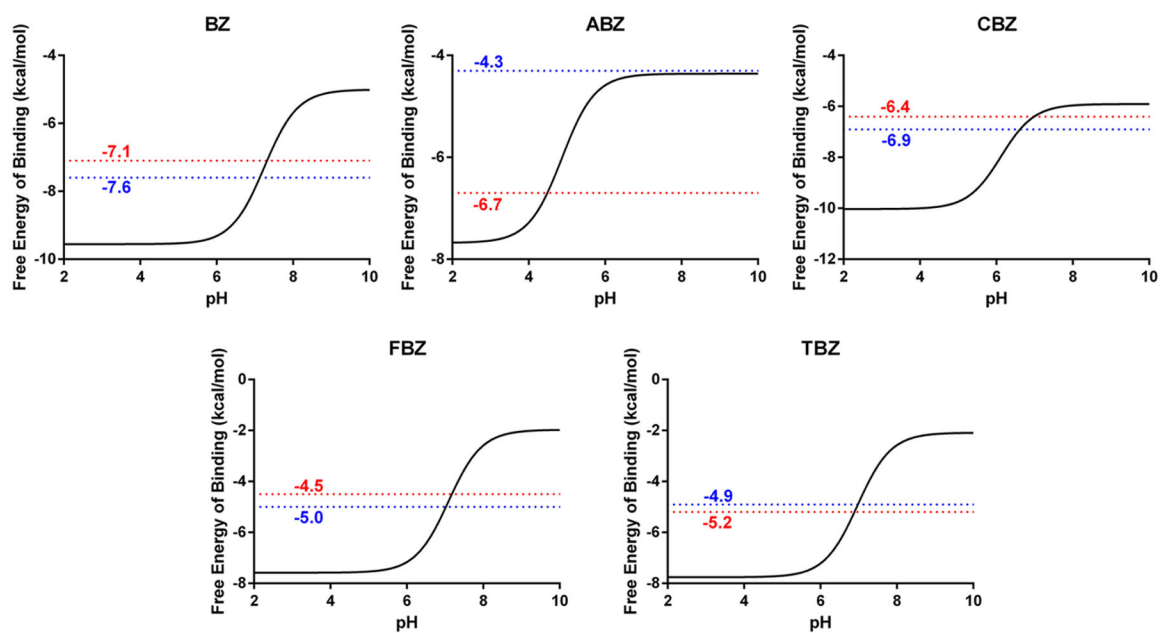 BZ
Free Energy of Binding (kcal/mol)
-4
-6
-8
-10
-7.1
-7.6
2 4 6 8 10
pH
ABZ
Free Energy of Binding (kcal/mol)
-4
-6
-8
-4.3
-6.7
2 4 6 8 10
pH
CBZ
Free Energy of Binding (kcal/mol)
-4
-6
-8
-10
-12
-6.4
-6.9
2 4 6 8 10
pH
FBZ
Free Energy of Binding (kcal/mol)
0
-2
-4
-6
-8
-4.5
-5.0
2 4 6 8 10
pH
TBZ
Free Energy of Binding (kcal/mol)
0
-2
-4
-6
-8
-4.9
-5.2
2 4 6 8 10
pH